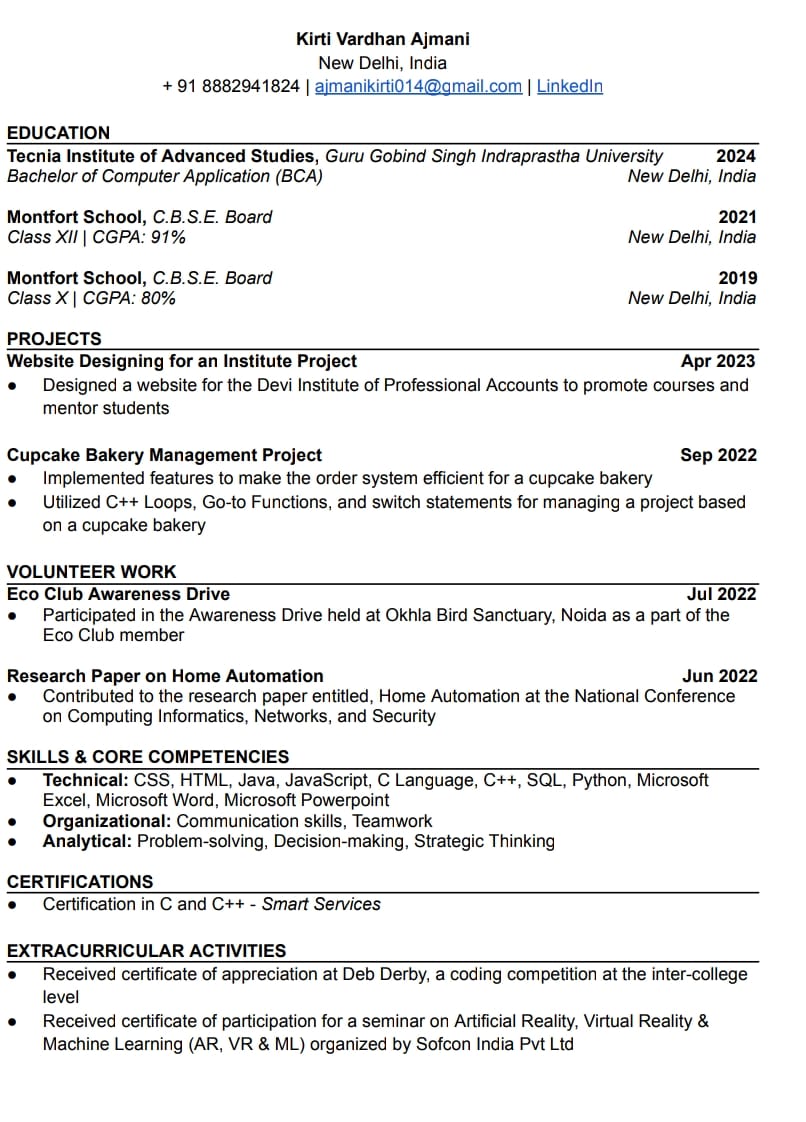 Kirti Vardhan Ajmani
New Delhi, India
+ 91 8882941824 | ajmanikirti014@gmail.com | LinkedIn
EDUCATION
Tecnia Institute of Advanced Studies, Guru Gobind Singh Indraprastha University 2024
Bachelor of Computer Application (BCA) New Delhi, India
Montfort School, C.B.S.E. Board 2021
Class XII | CGPA: 91% New Delhi, India
Montfort School, C.B.S.E. Board 2019
Class X | CGPA: 80% New Delhi, India
PROJECTS
Website Designing for an Institute Project Apr 2023
● Designed a website for the Devi Institute of Professional Accounts to promote courses and
mentor students
Cupcake Bakery Management Project Sep 2022
● Implemented features to make the order system efficient for a cupcake bakery
● Utilized C++ Loops, Go-to Functions, and switch statements for managing a project based
on a cupcake bakery
VOLUNTEER WORK
Eco Club Awareness Drive Jul 2022
● Participated in the Awareness Drive held at Okhla Bird Sanctuary, Noida as a part of the
Eco Club member
Research Paper on Home Automation Jun 2022
● Contributed to the research paper entitled, Home Automation at the National Conference
on Computing Informatics, Networks, and Security
SKILLS & CORE COMPETENCIES
● Technical: CSS, HTML, Java, JavaScript, C Language, C++, SQL, Python, Microsoft
Excel, Microsoft Word, Microsoft Powerpoint
● Organizational: Communication skills, Teamwork
● Analytical: Problem-solving, Decision-making, Strategic Thinking
CERTIFICATIONS
● Certification in C and C++ - Smart Services
EXTRACURRICULAR ACTIVITIES
● Received certificate of appreciation at Deb Derby, a coding competition at the inter-college
level
● Received certificate of participation for a seminar on Artificial Reality, Virtual Reality &
Machine Learning (AR, VR & ML) organized by Sofcon India Pvt Ltd